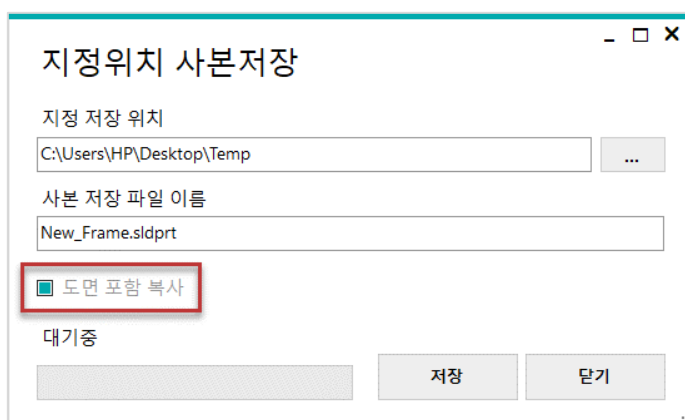 지정위치 사본저장
지정 저장 위치
C:\Users\HP\Desktop\Temp
...
사본 저장 파일 이름
New_Frame.sldprt
도면 포함 복사
대기중
저장
닫기